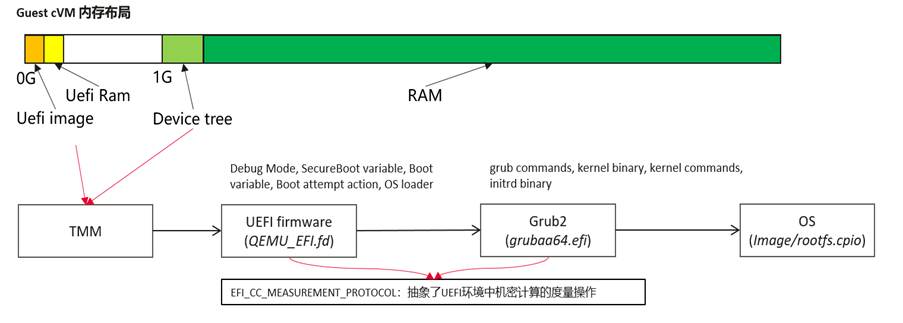 Guest cVM 内存布局
0G
1G
Uefi Ram
RAM
Uefi image
Device tree
Debug Mode, SecureBoot variable, Boot
variable, Boot attempt action, OS loader
grub commands, kernel binary, kernel commands,
initrd binary
TMM
UEFI firmware
(QEMU_EFI.fd)
Grub2
(grubaa64.efi)
OS
(Image/rootfs.cpio)
EFI_CC_MEASUREMENT_PROTOCOL：抽象了UEFI环境中机密计算的度量操作